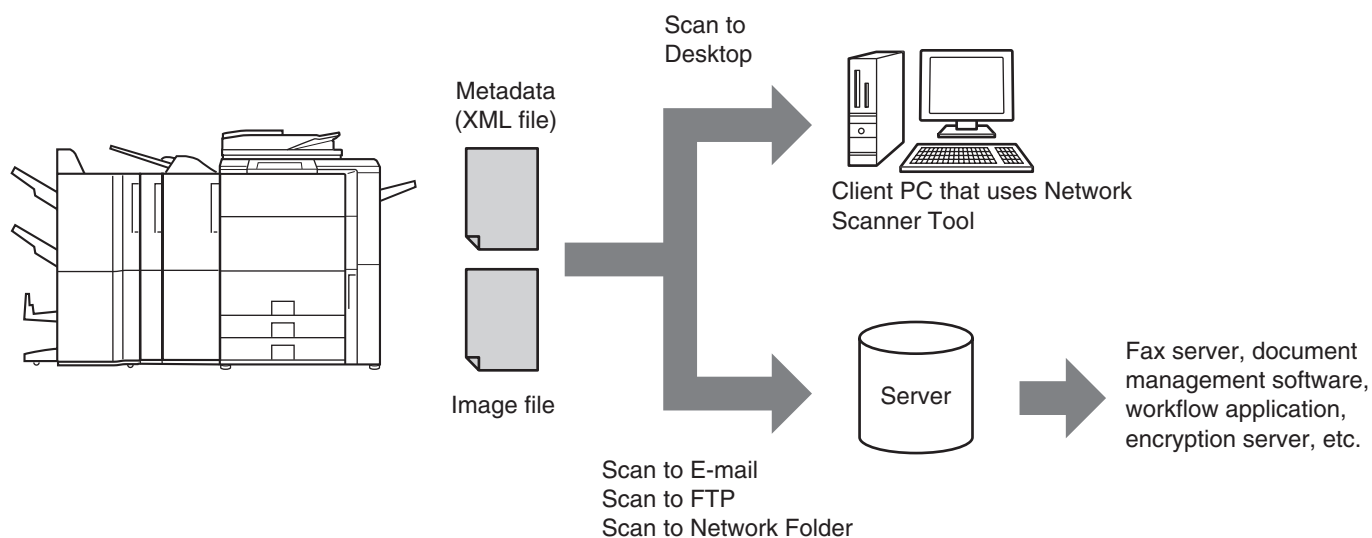 Scan to
Desktop
Metadata
(XML file)
Client PC that uses Network
Scanner Tool
Image file
Server
Fax server, document
management software,
workflow application,
encryption server, etc.
Scan to E-mail
Scan to FTP
Scan to Network Folder